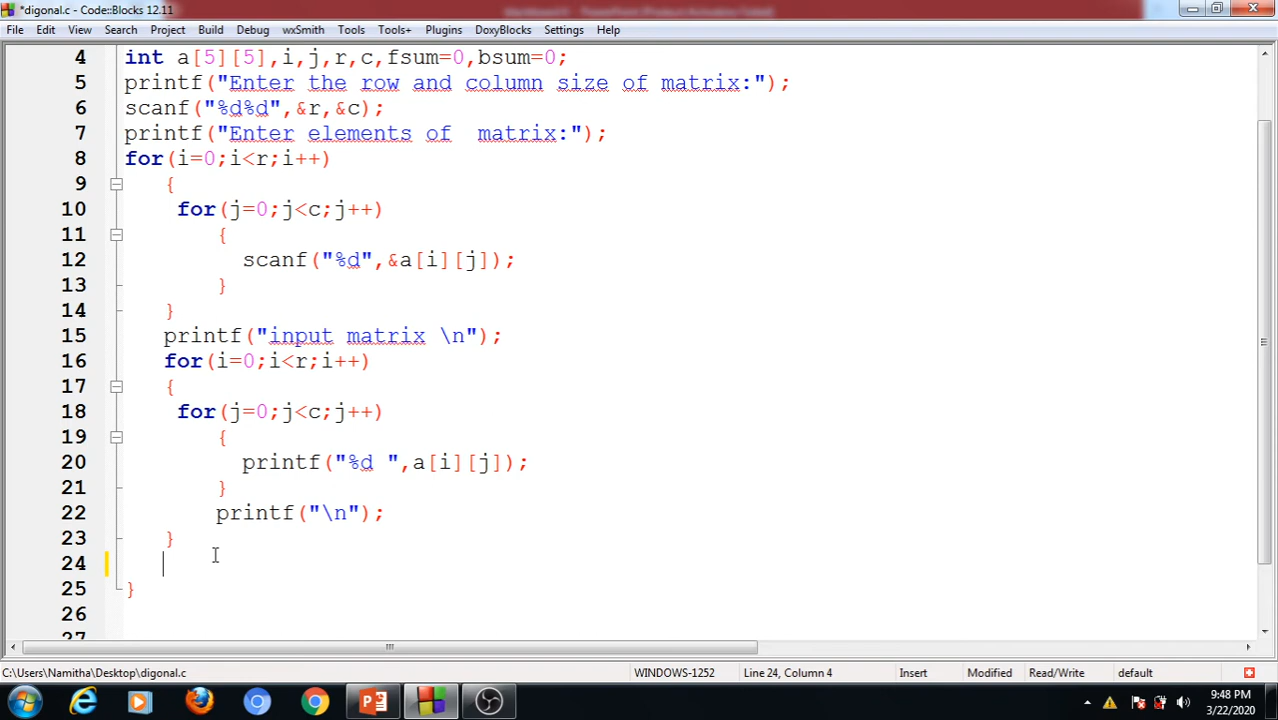 *digonal.c - Code::Blocks 12.11
File Edit View Search Project Build Debug wxSmith Tools Tools+ Plugins DoxyBlocks Settings Help
4 int a[5][5],i,j,r,c,fsum=0,bsum=0;
5 printf("Enter the row and column size of matrix:");
6 scanf("%d%d",&r,&c);
7 printf("Enter elements of  matrix:");
8 for(i=0;i<r;i++)
9 {
10 for(j=0;j<c;j++)
11 {
12 scanf("%d",&a[i][j]);
13 }
14 }
15 printf("input matrix \n");
16 for(i=0;i<r;i++)
17 {
18 for(j=0;j<c;j++)
19 {
20 printf("%d ",a[i][j]);
21 }
22 printf("\n");
23 }
24
25 }
26
27
C:\Users\Namitha\Desktop\digonal.c WINDOWS-1252 Line 24, Column 4 Insert Modified Read/Write default
9:48 PM
3/22/2020